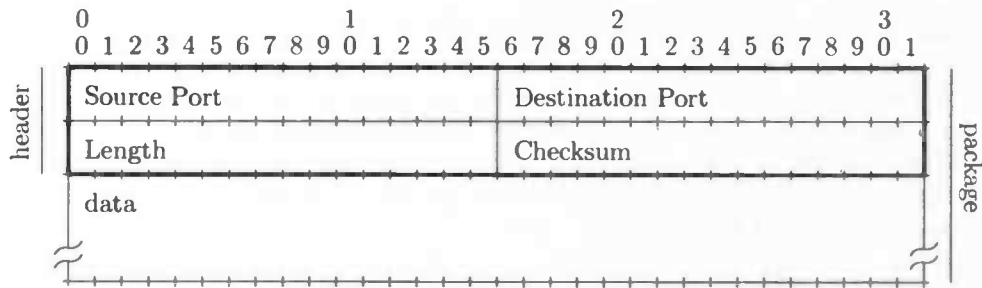 0 1 2 3
0 1 2 3 4 5 6 7 8 9 0 1 2 3 4 5 6 7 8 9 0 1 2 3 4 5 6 7 8 9 0 1
header
Source Port Destination Port
Length Checksum
data
package